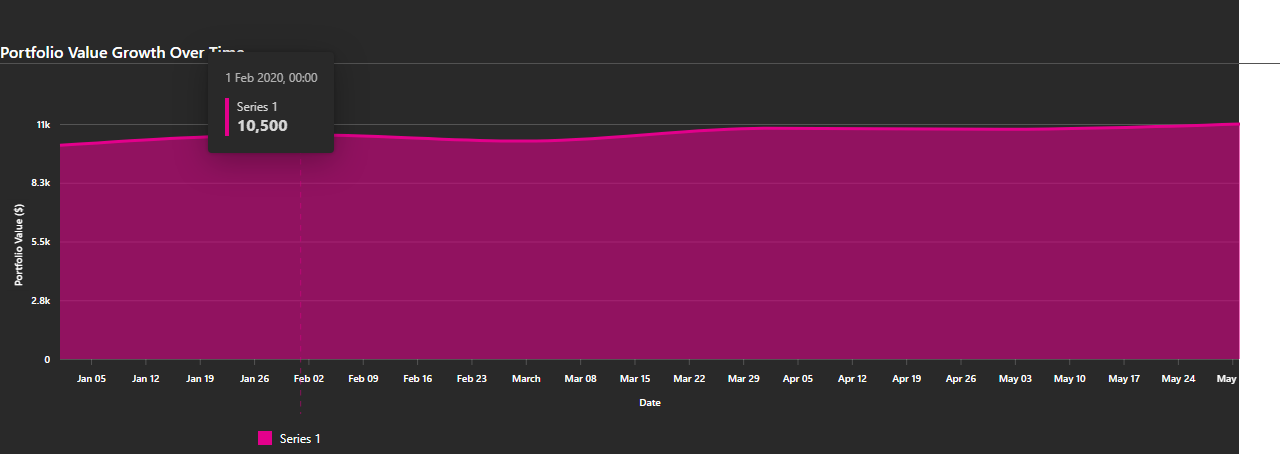 Portfolio Value Growth Over Time
1 Feb 2020, 00:00
Series 1
10,500
11k
8.3k
5.5k
2.8k
0
Portfolio Value ($)
Jan 05 Jan 12 Jan 19 Jan 26 Feb 02 Feb 09 Feb 16 Feb 23 March Mar 08 Mar 15 Mar 22 Mar 29 Apr 05 Apr 12 Apr 19 Apr 26 May 03 May 10 May 17 May 24 May
Date
Series 1